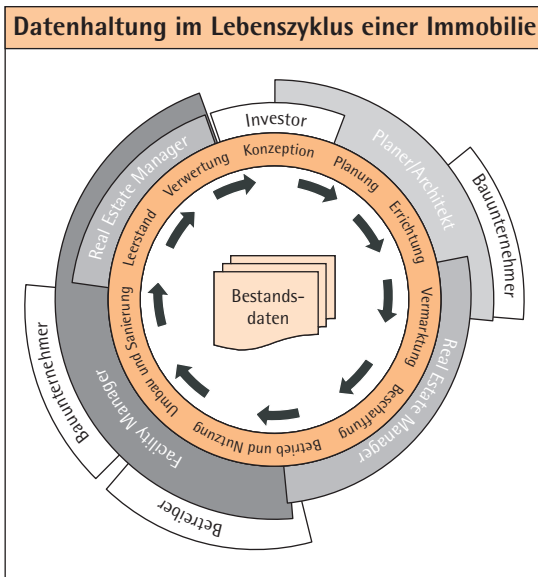 Datenhaltung im Lebenszyklus einer Immobilie
Investor
Planer/Architekt
Bauunternehmer
Real Estate Manager
Betreiber
Facility Manager
Bauunternehmer
Real Estate Manager
Konzeption
Planung
Errichtung
Vermarktung
Beschaffung
Betrieb und Nutzung
Umbau und Sanierung
Leerstand
Verwertung
Bestands-
daten